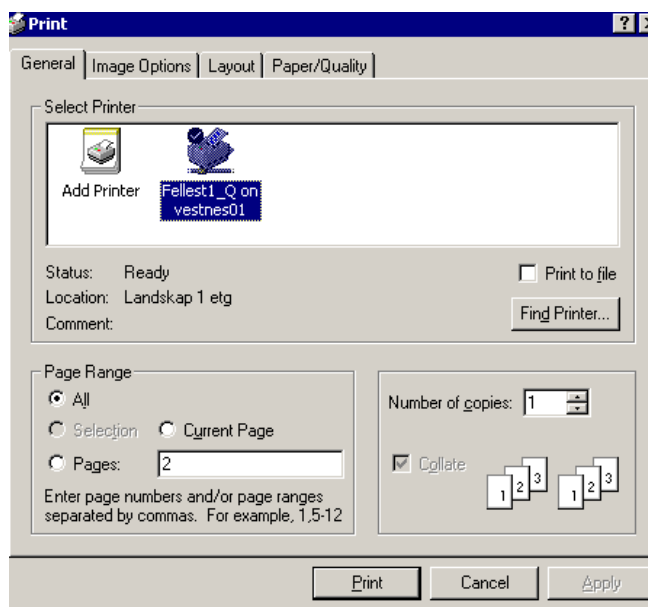 Print
General
Image Options
Layout
Paper/Quality
Select Printer
Add Printer
Fellest1_Q on
vestnes01
Status: Ready
Location: Landskap 1 etg
Comment:
Print to file
Find Printer...
Page Range
All
Selection
Current Page
Pages: 2
Enter page numbers and/or page ranges
separated by commas. For example, 1,5-12
Number of copies: 1
Collate
1 2 3 1 2 3
Print
Cancel
Apply